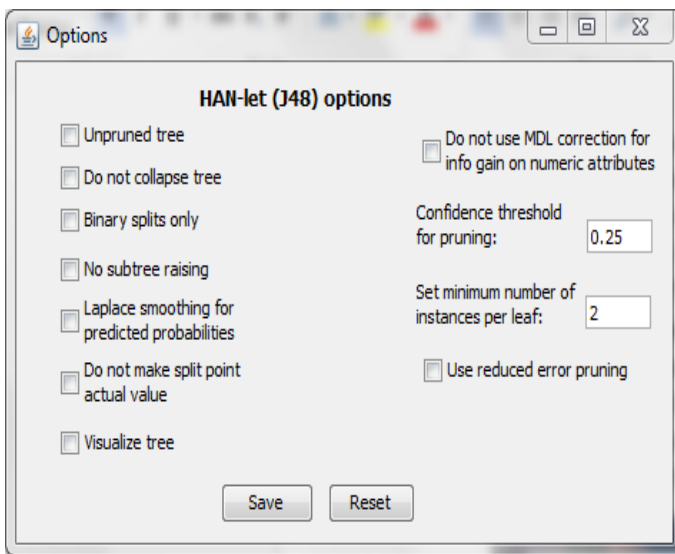 Options
HAN-let (J48) options
Unpruned tree
Do not collapse tree
Binary splits only
No subtree raising
Laplace smoothing for
predicted probabilities
Do not make split point
actual value
Visualize tree
Do not use MDL correction for
info gain on numeric attributes
Confidence threshold
for pruning: 0.25
Set minimum number of
instances per leaf: 2
Use reduced error pruning
Save Reset